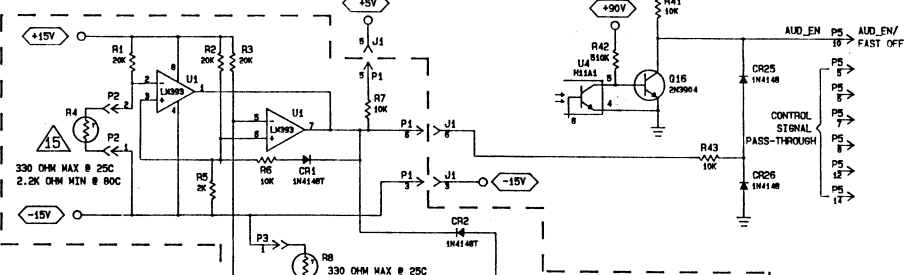 +5V
+15V
R1
20K
R2
20K
R3
20K
5 J1
5 P1
R7
10K
8
U1
LM393
2
3
1
4
P2
2
R4
P2
1
15
330 OHM MAX @ 25C
2.2K OHM MIN @ 80C
U1
LM393
5
6
7
R5
2K
R6
10K
CR1
1N4148T
P1
6
J1
6
P1
3
J1
3
-15V
-15V
CR2
1N4148T
P3
1
R8
330 OHM MAX @ 25C
+90V
R41
10K
R42
510K
U4
H11A1
5
4
6
Q16
2N3904
R43
10K
CR25
1N4148
CR26
1N4148
AUD_EN
P5
10
AUD_EN/
FAST OFF
CONTROL
SIGNAL
PASS-THROUGH
P5
5
P5
6
P5
7
P5
8
P5
12
P5
14